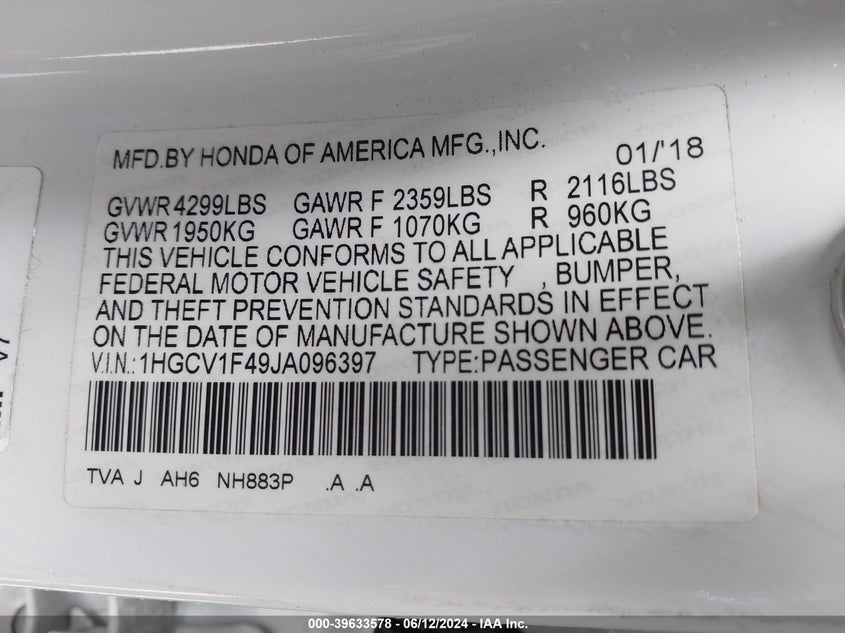 MFD.BY HONDA OF AMERICA MFG.,INC. 01/'18
GVWR 4299LBS GAWR F 2359LBS R 2116LBS
GVWR 1950KG GAWR F 1070KG R 960KG
THIS VEHICLE CONFORMS TO ALL APPLICABLE
FEDERAL MOTOR VEHICLE SAFETY , BUMPER,
AND THEFT PREVENTION STANDARDS IN EFFECT
ON THE DATE OF MANUFACTURE SHOWN ABOVE.
V.I.N.:1HGCV1F49JA096397 TYPE:PASSENGER CAR
TVA J AH6 NH883P .A .A
HONDA
000-39633578 - 06/12/2024 - IAA Inc.